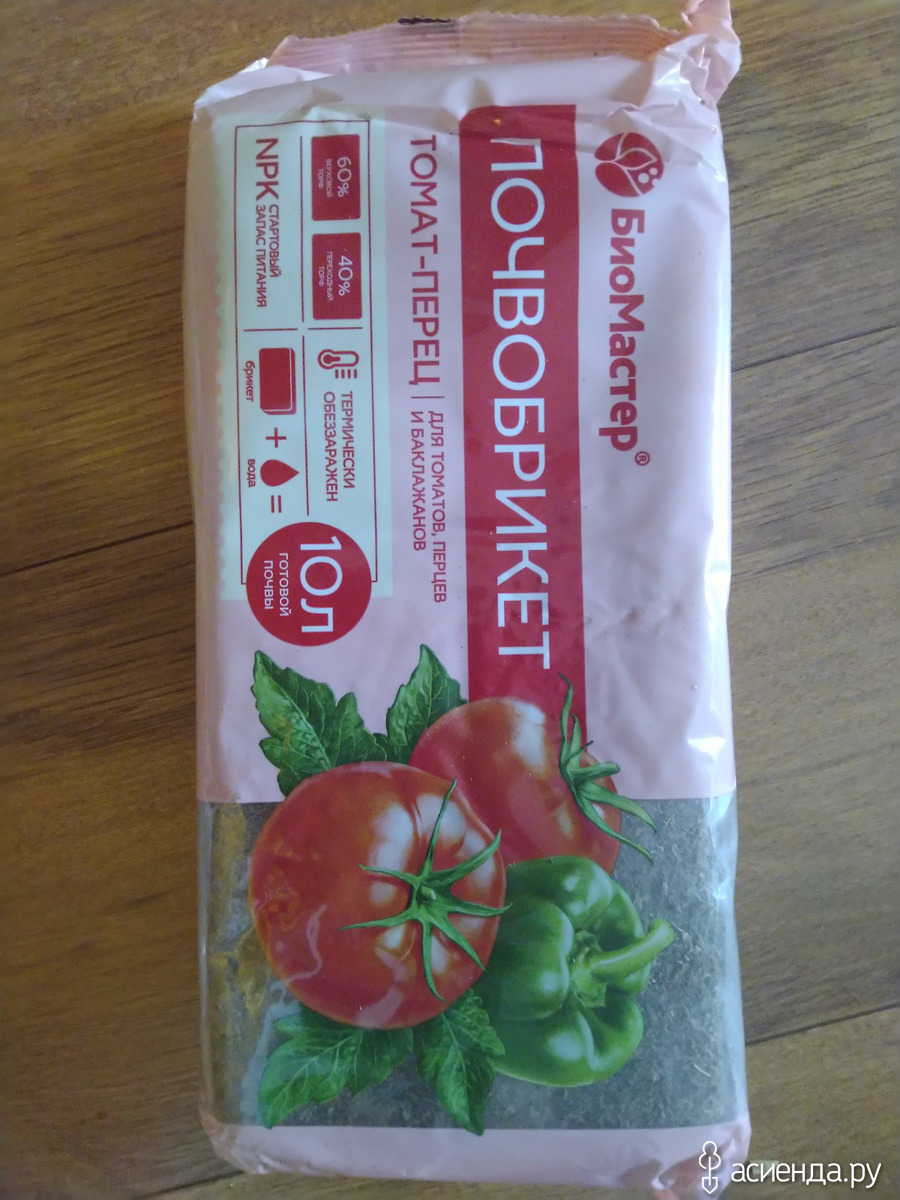 БиоМастер®
ПОЧВОБРИКЕТ
ТОМАТ-ПЕРЕЦ
ДЛЯ ТОМАТОВ, ПЕРЦЕВ
И БАКЛАЖАНОВ
60%
ВЕРХОВОЙ
ТОРФ
40%
ПЕРЕХОДНЫЙ
ТОРФ
ТЕРМИЧЕСКИ
ОБЕЗЗАРАЖЕН
NPK
СТАРТОВЫЙ
ЗАПАС ПИТАНИЯ
брикет
+
вода
=
10 Л
ГОТОВОЙ
ПОЧВЫ
асиенда.ру